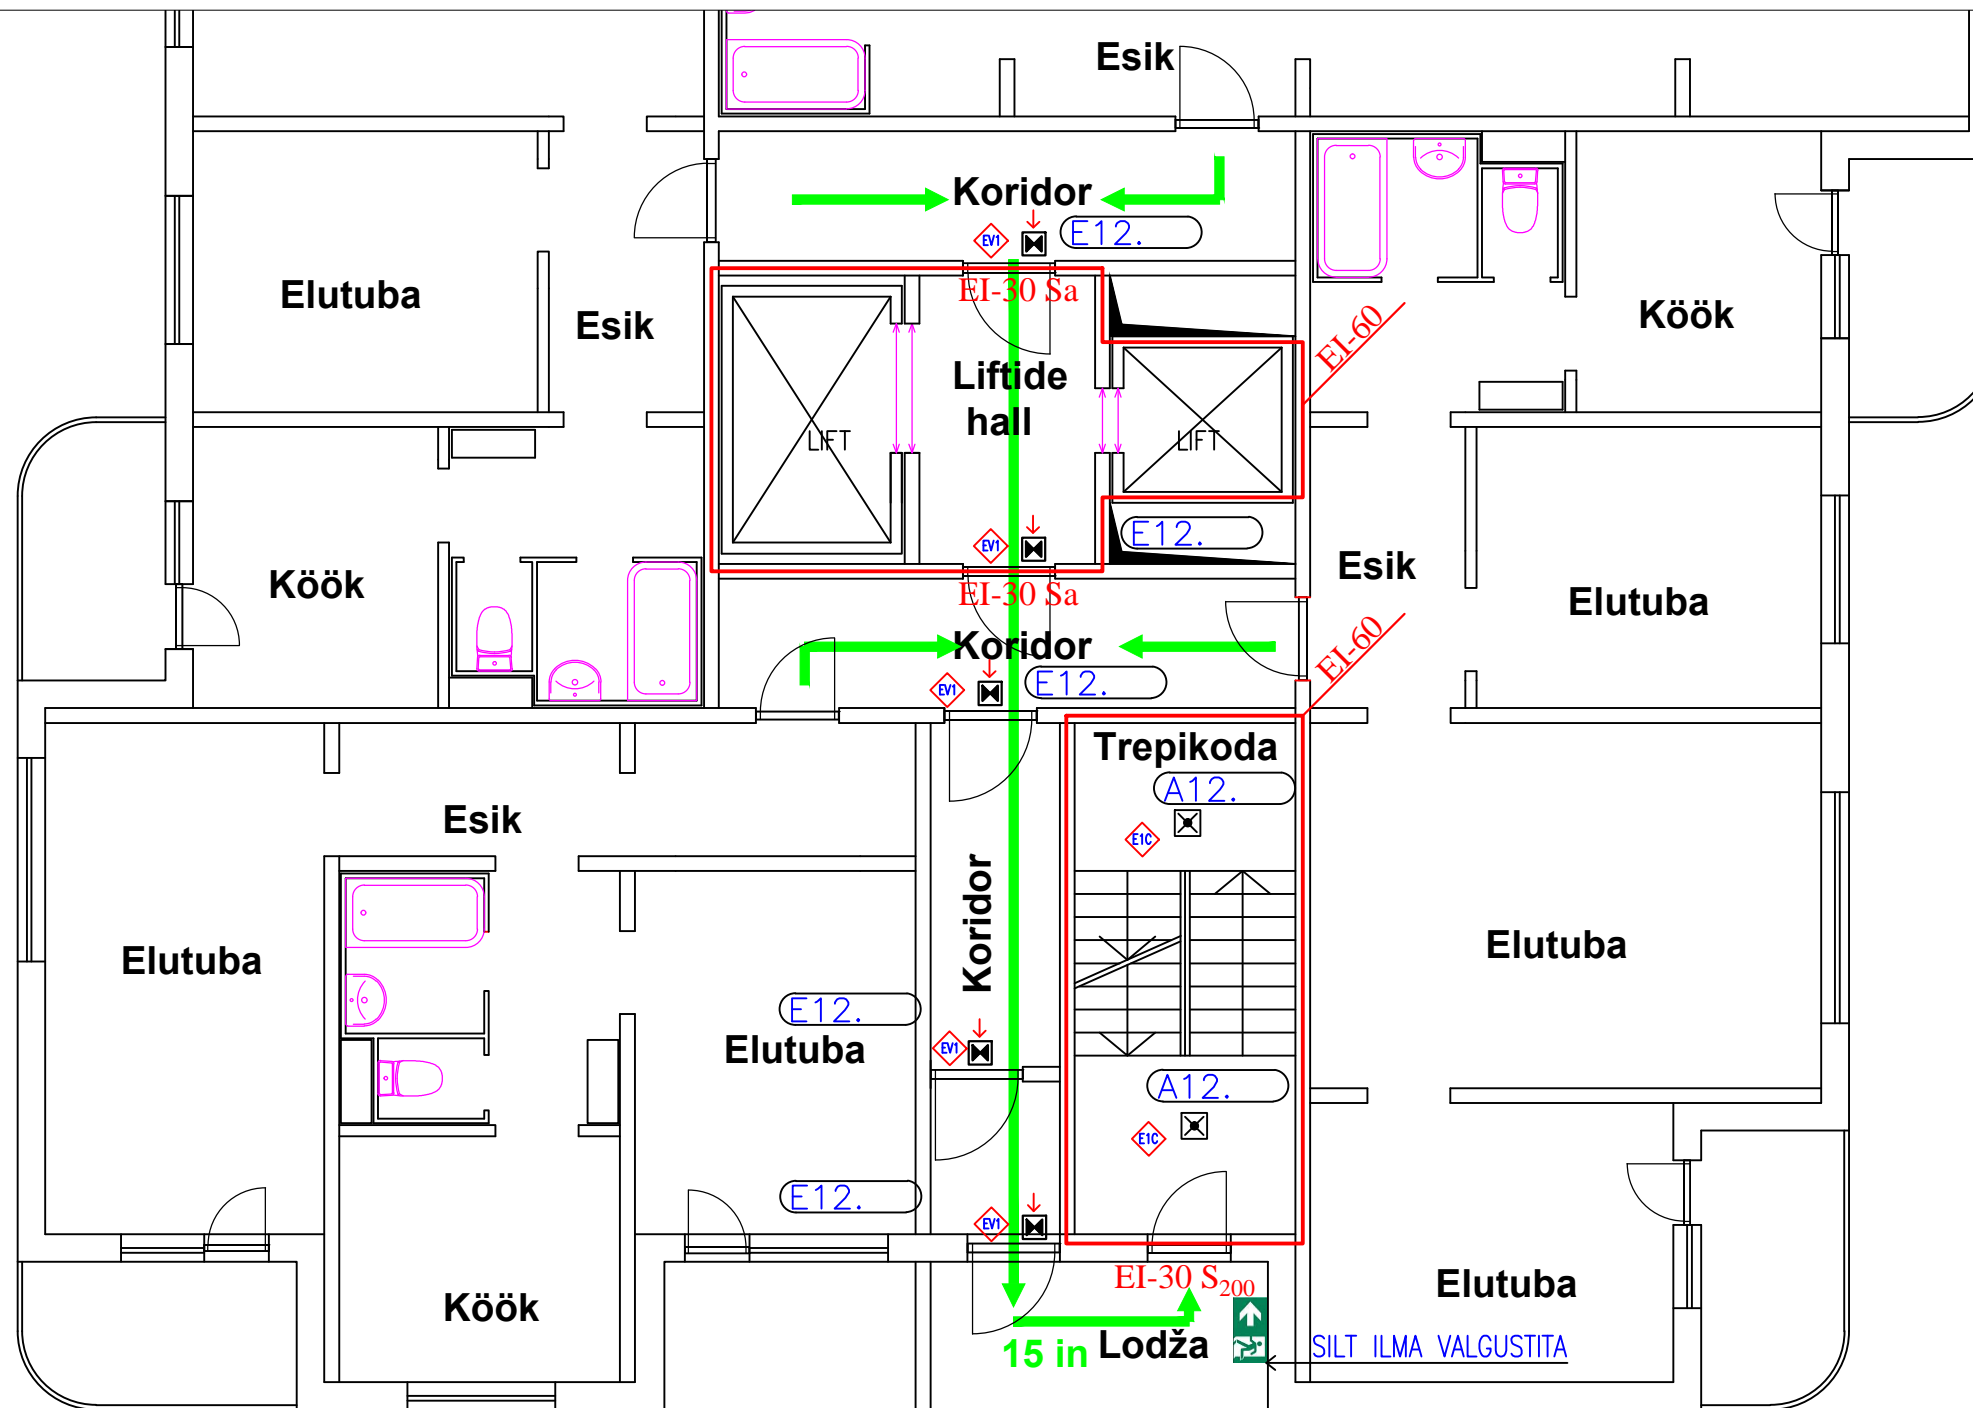 Esik
Koridor
EV1
E12.
EI-30 Sa
Elutuba
Esik
Köök
EI-60
Liftide
hall
LIFT
LIFT
E12.
EV1
EI-30 Sa
Esik
Köök
Elutuba
EI-60
Koridor
EV1
E12.
Trepikoda
A12.
E1C
Esik
Koridor
Elutuba
Elutuba
E12.
Elutuba
EV1
A12.
E1C
E12.
EV1
EI-30 S200
Elutuba
Köök
15 in
Lodža
SILT ILMA VALGUSTITA